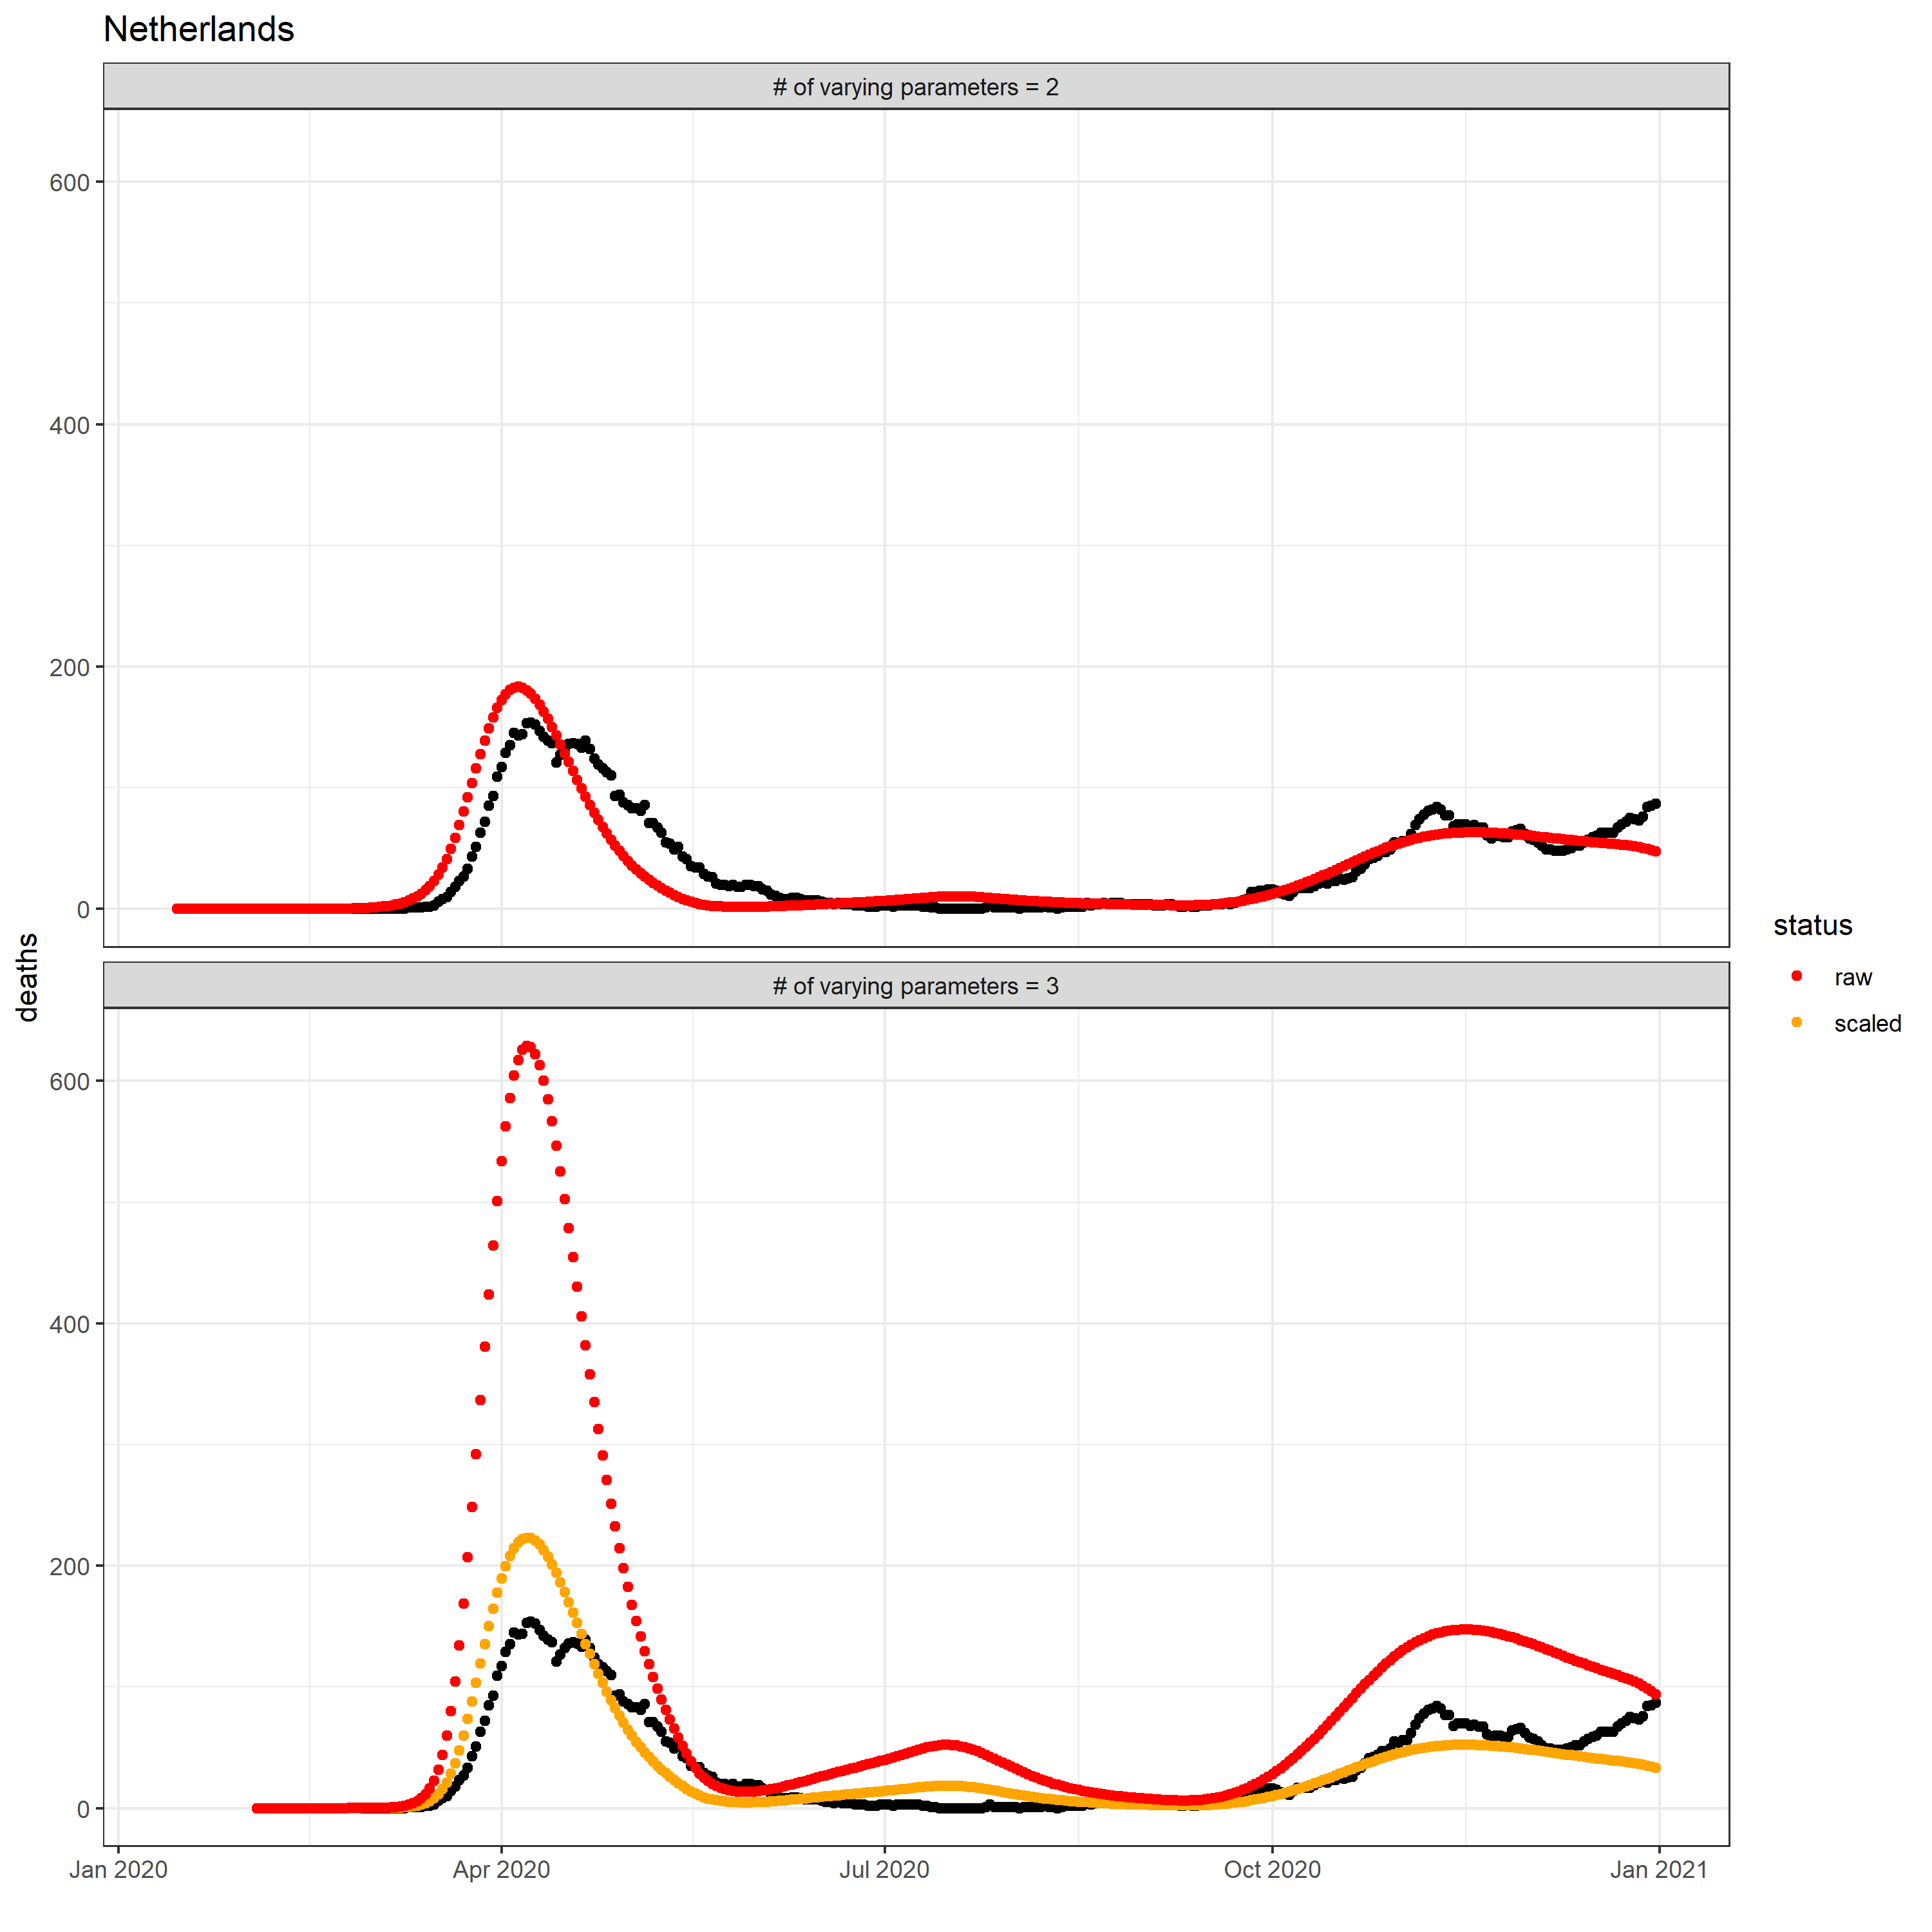 Netherlands
# of varying parameters = 2
600
400
200
0
# of varying parameters = 3
600
400
200
0
deaths
Jan 2020
Apr 2020
Jul 2020
Oct 2020
Jan 2021
status
raw
scaled